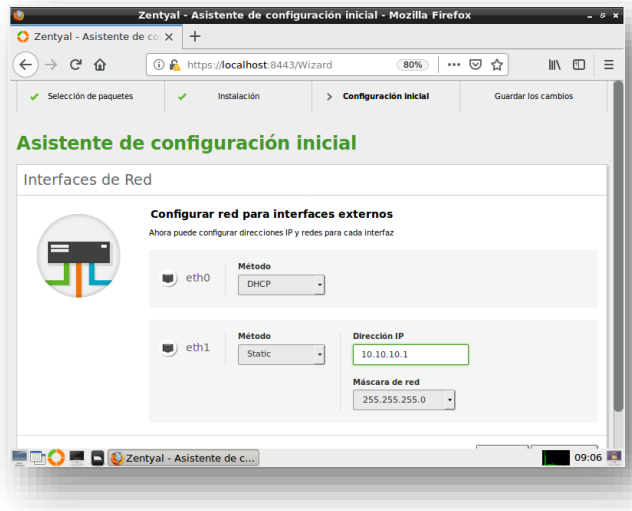 Zentyal - Asistente de configuración inicial - Mozilla Firefox
Zentyal - Asistente de co
https://localhost:8443/Wizard 80%
Selección de paquetes Instalación Configuración inicial Guardar los cambios
Asistente de configuración inicial
Interfaces de Red
Configurar red para interfaces externos
Ahora puede configurar direcciones IP y redes para cada interfaz
eth0
Método
DHCP
eth1
Método
Static
Dirección IP
10.10.10.1
Máscara de red
255.255.255.0
Zentyal - Asistente de c... 09:06